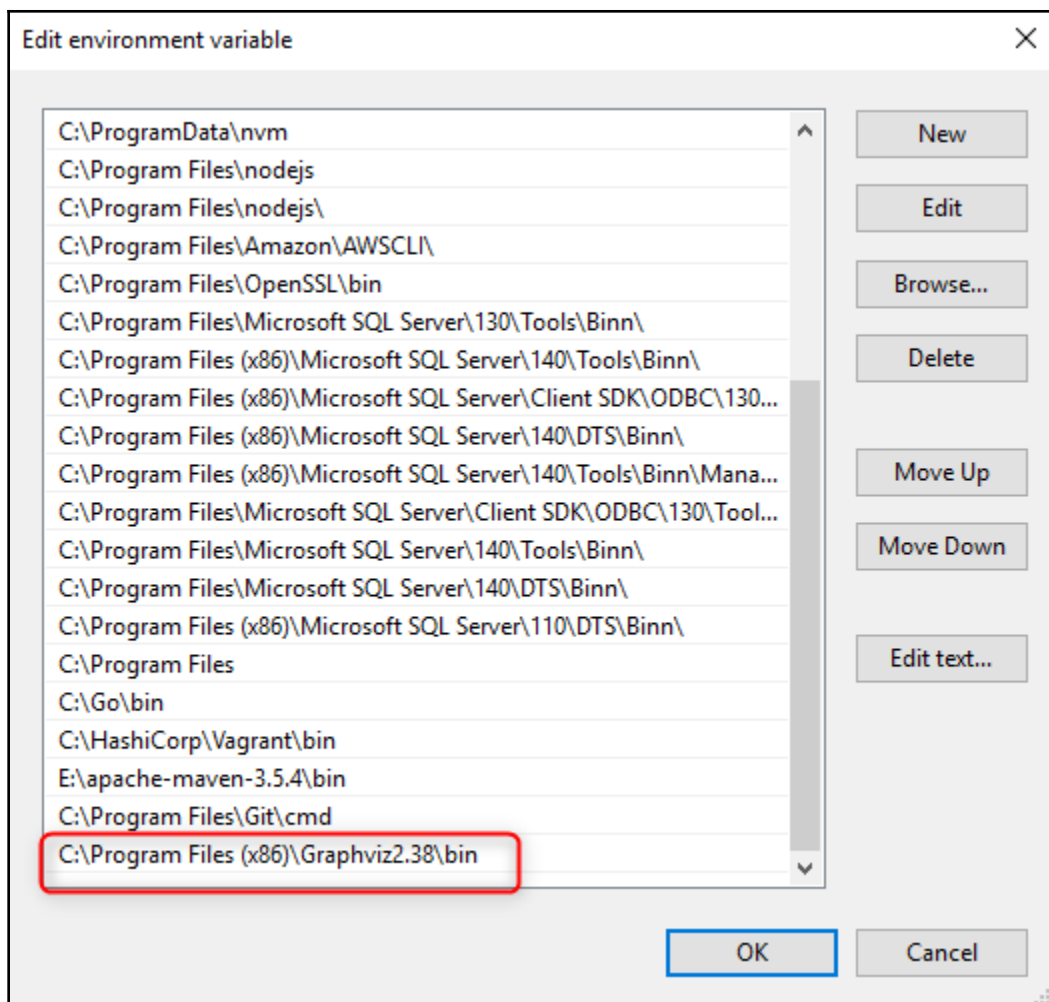 Edit environment variable
C:\ProgramData\nvm
C:\Program Files\nodejs
C:\Program Files\nodejs\
C:\Program Files\Amazon\AWSCLI\
C:\Program Files\OpenSSL\bin
C:\Program Files\Microsoft SQL Server\130\Tools\Binn\
C:\Program Files (x86)\Microsoft SQL Server\140\Tools\Binn\
C:\Program Files (x86)\Microsoft SQL Server\Client SDK\ODBC\130...
C:\Program Files (x86)\Microsoft SQL Server\140\DTS\Binn\
C:\Program Files (x86)\Microsoft SQL Server\140\Tools\Binn\Mana...
C:\Program Files\Microsoft SQL Server\Client SDK\ODBC\130\Tool...
C:\Program Files\Microsoft SQL Server\140\Tools\Binn\
C:\Program Files\Microsoft SQL Server\140\DTS\Binn\
C:\Program Files (x86)\Microsoft SQL Server\110\DTS\Binn\
C:\Program Files
C:\Go\bin
C:\HashiCorp\Vagrant\bin
E:\apache-maven-3.5.4\bin
C:\Program Files\Git\cmd
C:\Program Files (x86)\Graphviz2.38\bin
New
Edit
Browse...
Delete
Move Up
Move Down
Edit text...
OK
Cancel